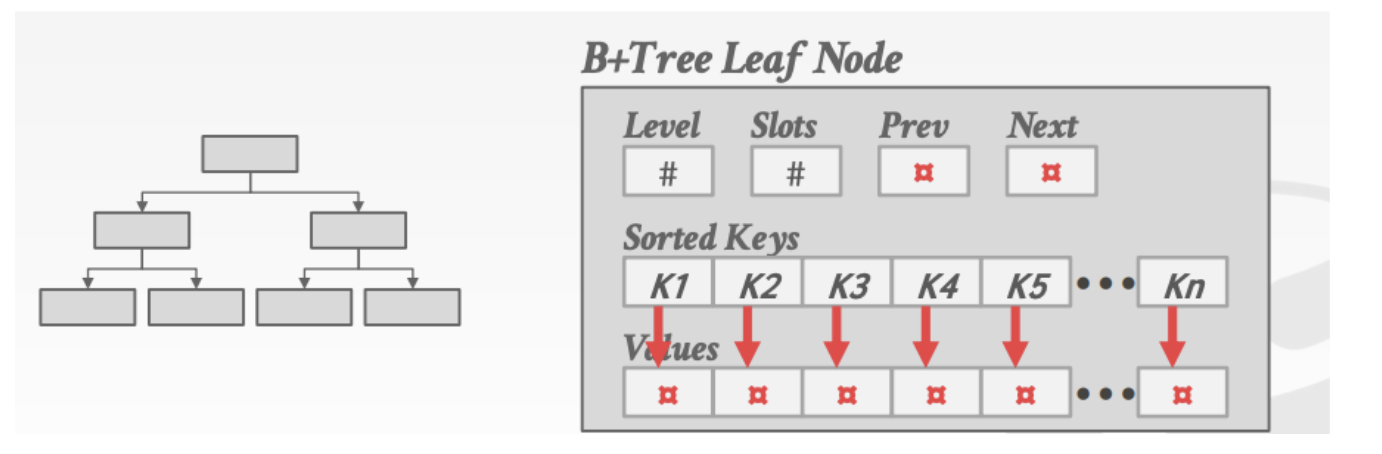 B+Tree Leaf Node
Level Slots Prev Next
# # ¤ ¤
Sorted Keys
K1 K2 K3 K4 K5 ••• Kn
Values
¤ ¤ ¤ ¤ ¤ ••• ¤